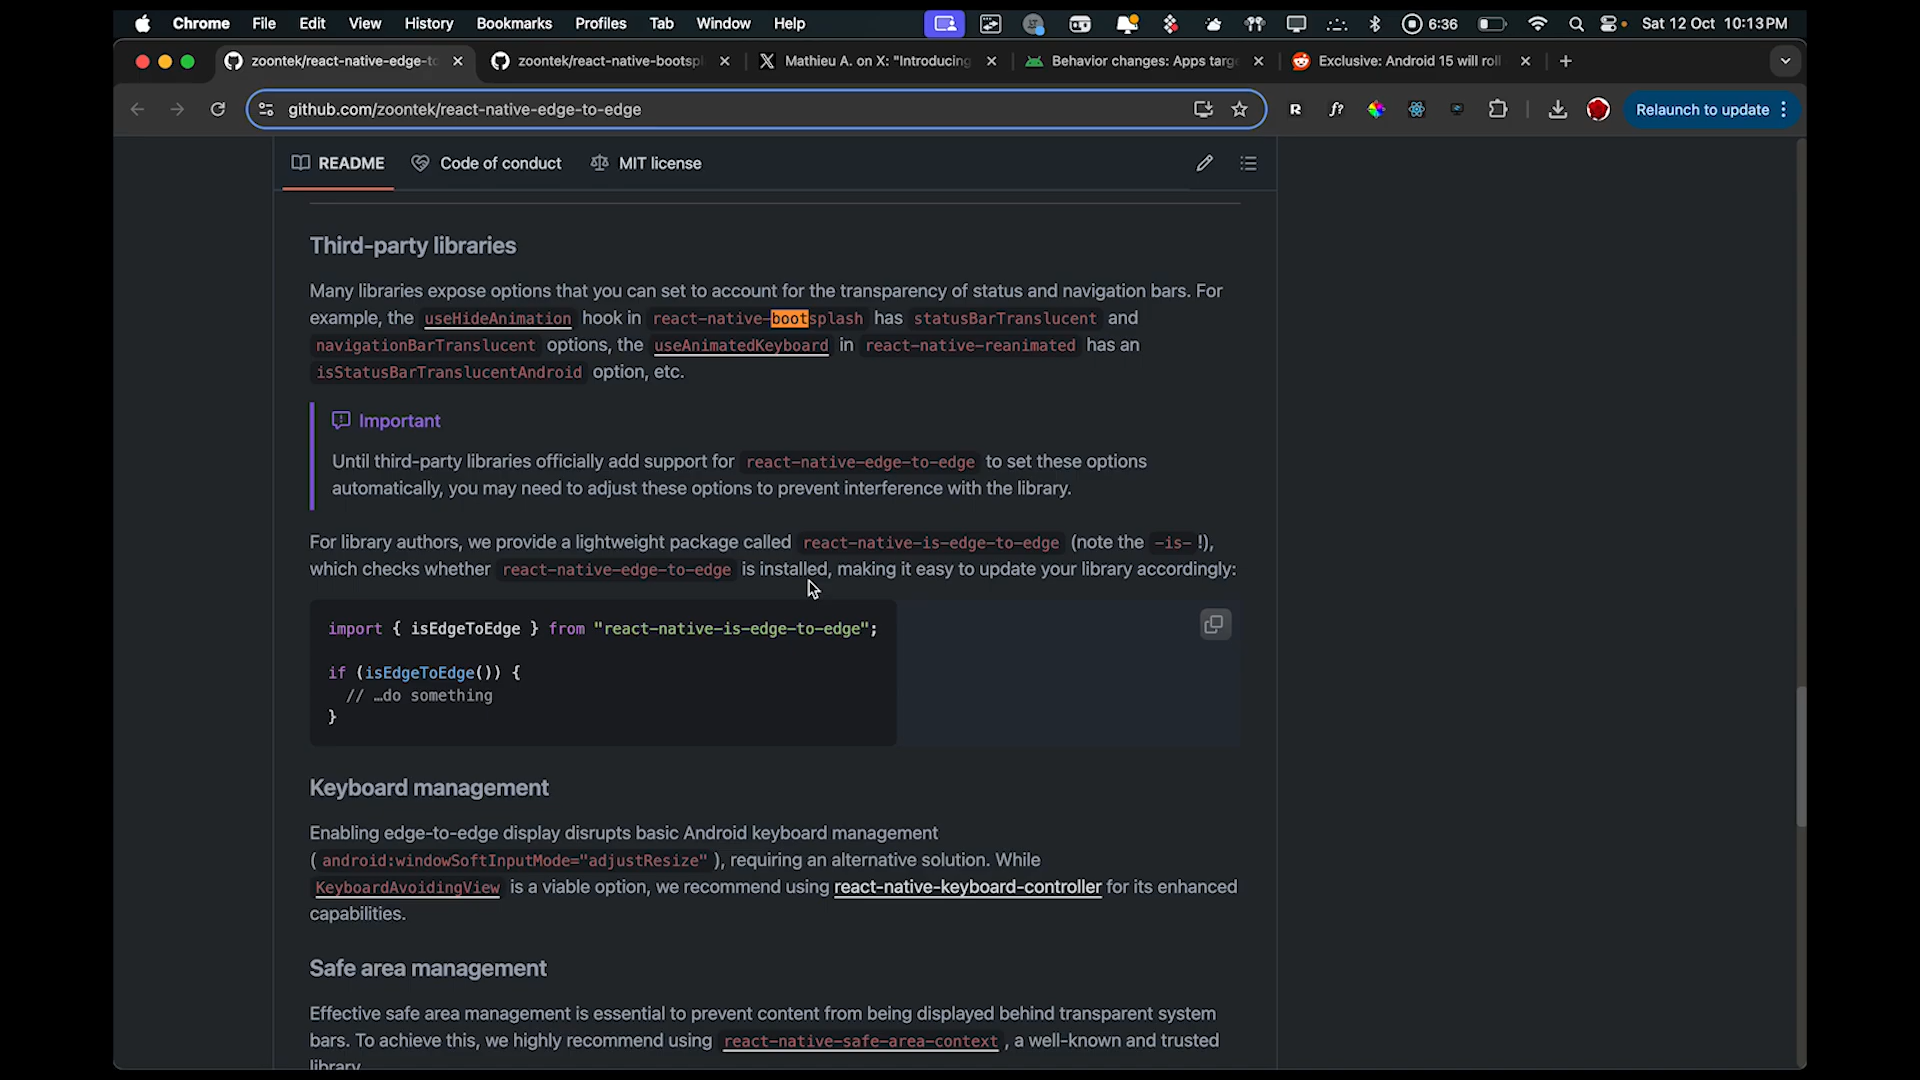 Chrome File Edit View History Bookmarks Profiles Tab Window Help 6:36 Sat 12 Oct 10:13 PM
zoontek/react-native-edge-to zoontek/react-native-bootspl Mathieu A. on X: "Introducing Behavior changes: Apps targe Exclusive: Android 15 will roll
github.com/zoontek/react-native-edge-to-edge Relaunch to update
README Code of conduct MIT license
Third-party libraries
Many libraries expose options that you can set to account for the transparency of status and navigation bars. For
example, the useHideAnimation hook in react-native-bootsplash has statusBarTranslucent and
navigationBarTranslucent options, the useAnimatedKeyboard in react-native-reanimated has an
isStatusBarTranslucentAndroid option, etc.
Important
Until third-party libraries officially add support for react-native-edge-to-edge to set these options
automatically, you may need to adjust these options to prevent interference with the library.
For library authors, we provide a lightweight package called react-native-is-edge-to-edge (note the -is- !),
which checks whether react-native-edge-to-edge is installed, making it easy to update your library accordingly:
import { isEdgeToEdge } from "react-native-is-edge-to-edge";
if (isEdgeToEdge()) {
// …do something
}
Keyboard management
Enabling edge-to-edge display disrupts basic Android keyboard management
( android:windowSoftInputMode="adjustResize" ), requiring an alternative solution. While
KeyboardAvoidingView is a viable option, we recommend using react-native-keyboard-controller for its enhanced
capabilities.
Safe area management
Effective safe area management is essential to prevent content from being displayed behind transparent system
bars. To achieve this, we highly recommend using react-native-safe-area-context , a well-known and trusted
library